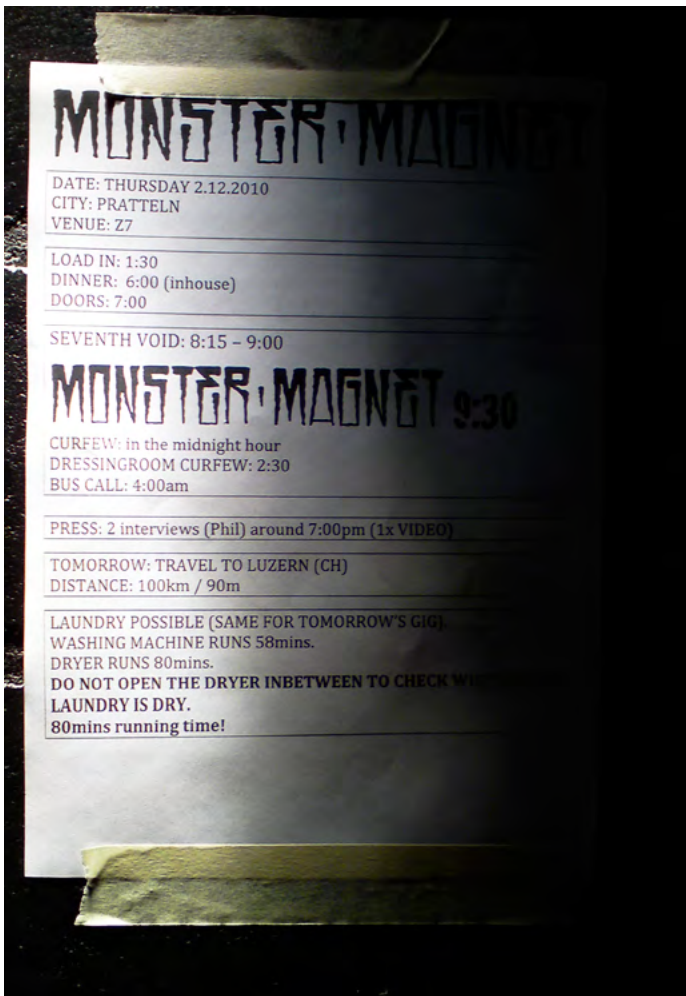 MONSTER MAGNET
DATE: THURSDAY 2.12.2010
CITY: PRATTELN
VENUE: Z7
LOAD IN: 1:30
DINNER: 6:00 (inhouse)
DOORS: 7:00
SEVENTH VOID: 8:15 – 9:00
MONSTER MAGNET 9:30
CURFEW: in the midnight hour
DRESSINGROOM CURFEW: 2:30
BUS CALL: 4:00am
PRESS: 2 interviews (Phil) around 7:00pm (1x VIDEO)
TOMORROW: TRAVEL TO LUZERN (CH)
DISTANCE: 100km / 90m
LAUNDRY POSSIBLE (SAME FOR TOMORROW'S GIG).
WASHING MACHINE RUNS 58mins.
DRYER RUNS 80mins.
DO NOT OPEN THE DRYER INBETWEEN TO CHECK
LAUNDRY IS DRY.
80mins running time!